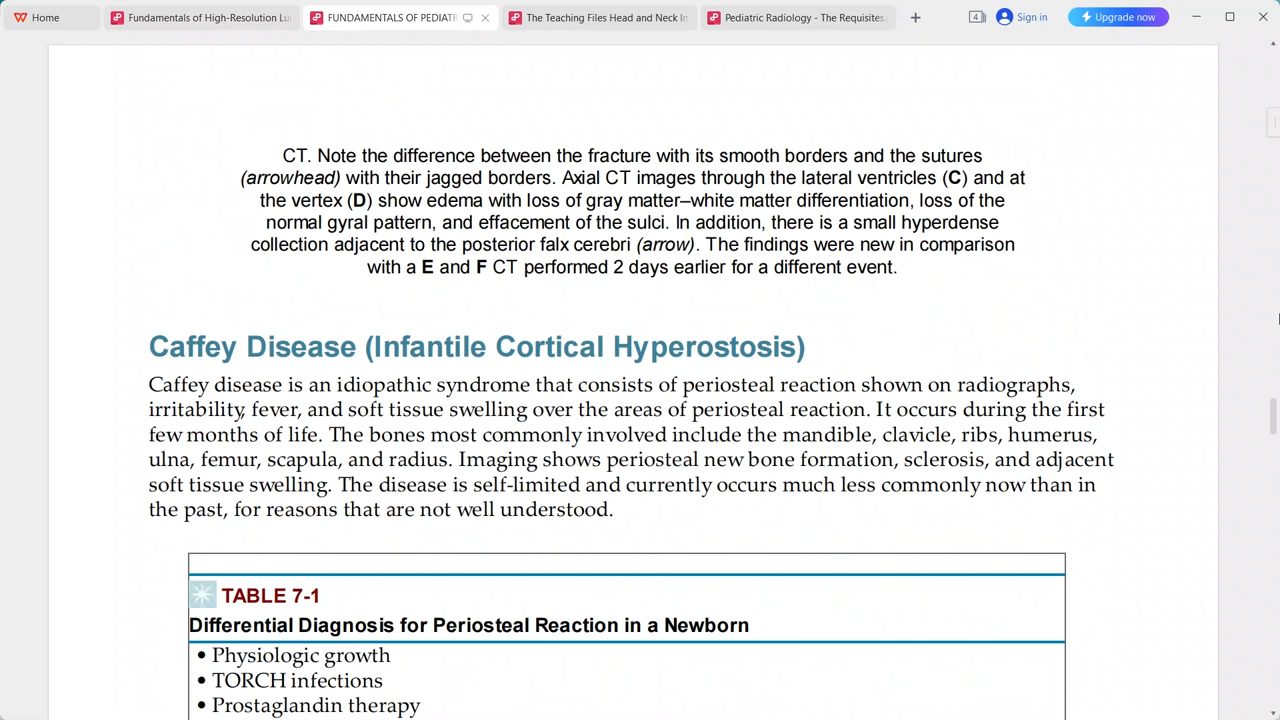 Home
Fundamentals of High-Resolution Lu
FUNDAMENTALS OF PEDIATR
The Teaching Files Head and Neck In
Pediatric Radiology - The Requisites.
4
Sign in
Upgrade now
CT. Note the difference between the fracture with its smooth borders and the sutures
(arrowhead) with their jagged borders. Axial CT images through the lateral ventricles (C) and at
the vertex (D) show edema with loss of gray matter–white matter differentiation, loss of the
normal gyral pattern, and effacement of the sulci. In addition, there is a small hyperdense
collection adjacent to the posterior falx cerebri (arrow). The findings were new in comparison
with a E and F CT performed 2 days earlier for a different event.
Caffey Disease (Infantile Cortical Hyperostosis)
Caffey disease is an idiopathic syndrome that consists of periosteal reaction shown on radiographs,
irritability, fever, and soft tissue swelling over the areas of periosteal reaction. It occurs during the first
few months of life. The bones most commonly involved include the mandible, clavicle, ribs, humerus,
ulna, femur, scapula, and radius. Imaging shows periosteal new bone formation, sclerosis, and adjacent
soft tissue swelling. The disease is self-limited and currently occurs much less commonly now than in
the past, for reasons that are not well understood.
TABLE 7-1
Differential Diagnosis for Periosteal Reaction in a Newborn
• Physiologic growth
• TORCH infections
• Prostaglandin therapy